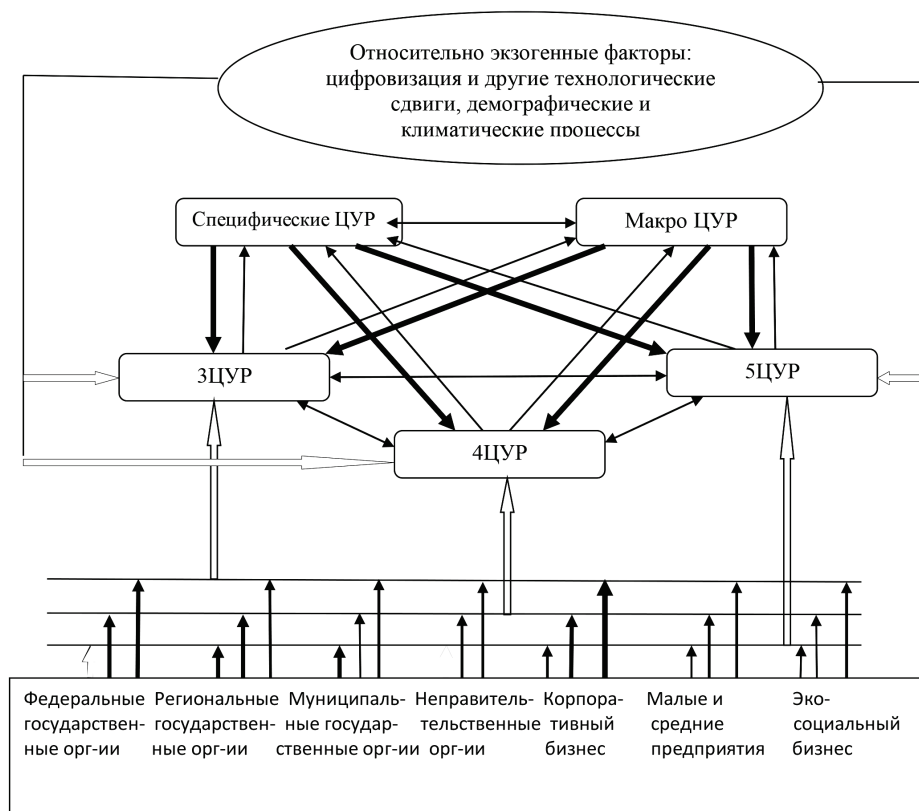 Относительно экзогенные факторы:
цифровизация и другие технологические
сдвиги, демографические и
климатические процессы
Специфические ЦУР
Макро ЦУР
3ЦУР
5ЦУР
4ЦУР
Федеральные
государствен-
ные орг-ии
Региональные
государствен-
ные орг-ии
Муниципаль-
ные государ-
ственные орг-ии
Неправитель-
тельственные
орг-ии
Корпора-
тивный
бизнес
Малые и
средние
предприятия
Эко-
социальный
бизнес